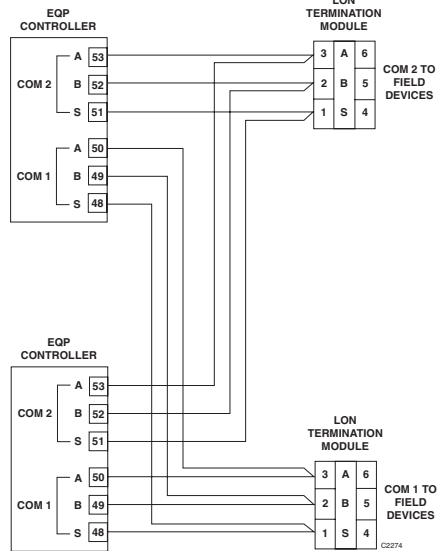 EQP
CONTROLLER
COM 2
A 53
B 52
S 51
COM 1
A 50
B 49
S 48
LON
TERMINATION
MODULE
3 A 6
2 B 5
1 S 4
COM 2 TO
FIELD
DEVICES
EQP
CONTROLLER
COM 2
A 53
B 52
S 51
COM 1
A 50
B 49
S 48
LON
TERMINATION
MODULE
3 A 6
2 B 5
1 S 4
COM 1 TO
FIELD
DEVICES
C2274